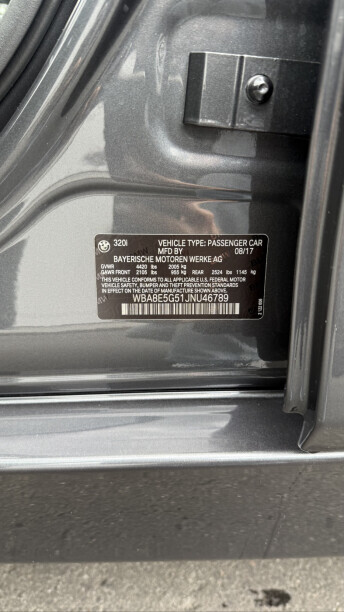 320i VEHICLE TYPE: PASSENGER CAR
MFD BY 08/17
BAYERISCHE MOTOREN WERKE AG
GVWR 4420 lbs 2005 kg
GAWR FRONT 2106 lbs 955 kg REAR 2524 lbs 1145 kg
THIS VEHICLE CONFORMS TO ALL APPLICABLE U.S. FEDERAL MOTOR
VEHICLE SAFETY, BUMPER AND THEFT PREVENTION STANDARDS
IN EFFECT ON THE DATE OF MANUFACTURE SHOWN ABOVE.
WBA8E5G51JNU46789